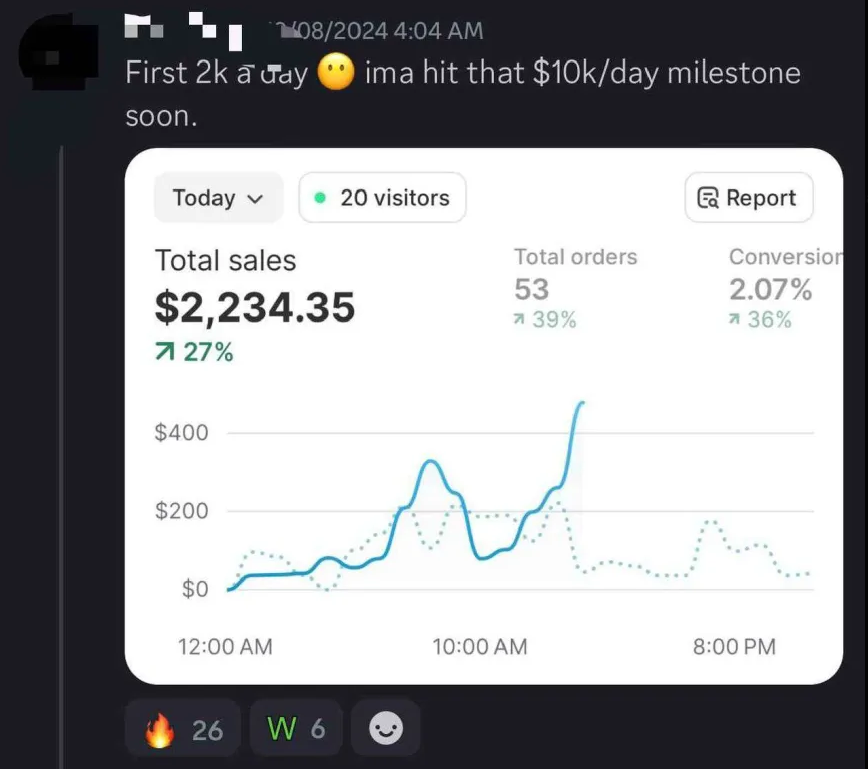 /08/2024 4:04 AM
First 2k a day 😶 ima hit that $10k/day milestone
soon.
Today
20 visitors
Report
Total sales
Total orders
Conversion
$2,234.35
53
2.07%
27%
39%
36%
$400
$200
$0
12:00 AM
10:00 AM
8:00 PM
🔥 26
W 6